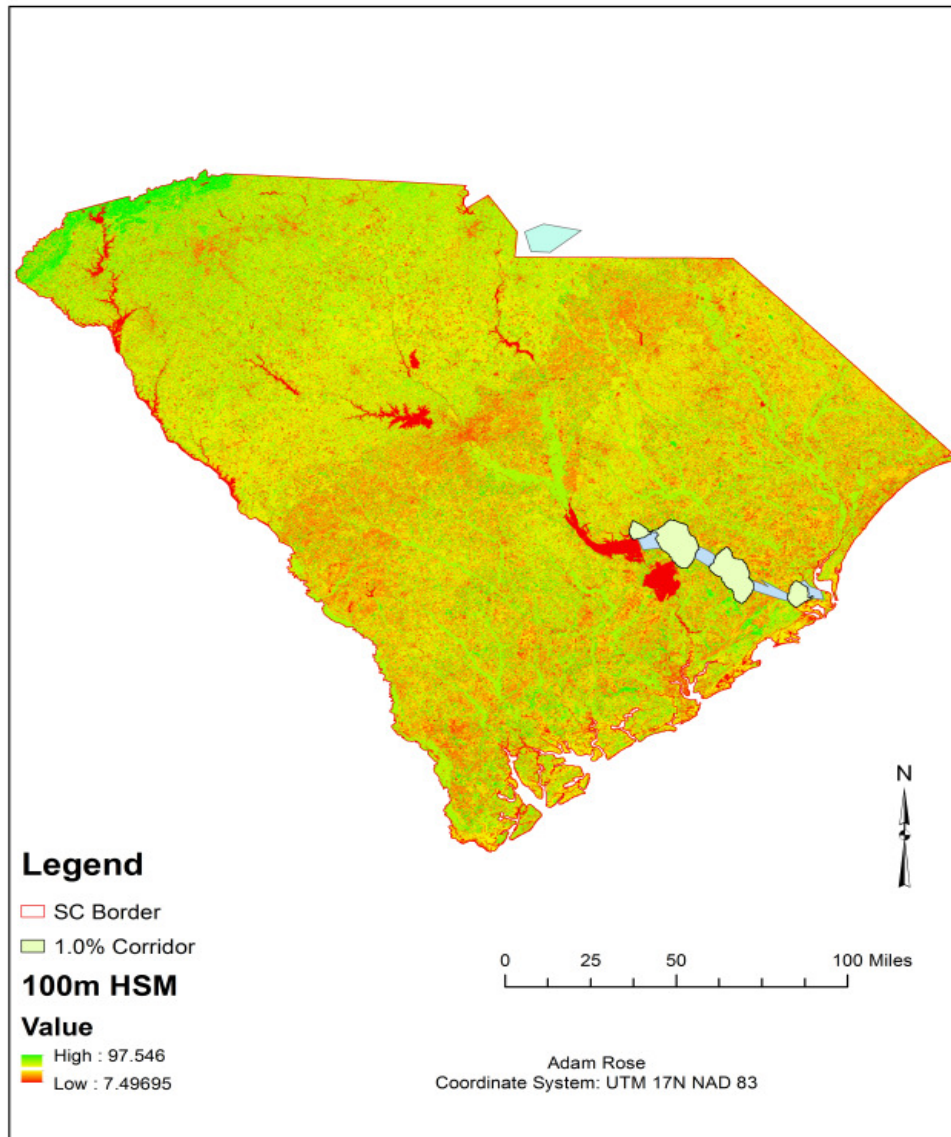 N
Legend
SC Border
1.0% Corridor
100m HSM
Value
High : 97.546
Low : 7.49695
0 25 50 100 Miles
Adam Rose
Coordinate System: UTM 17N NAD 83